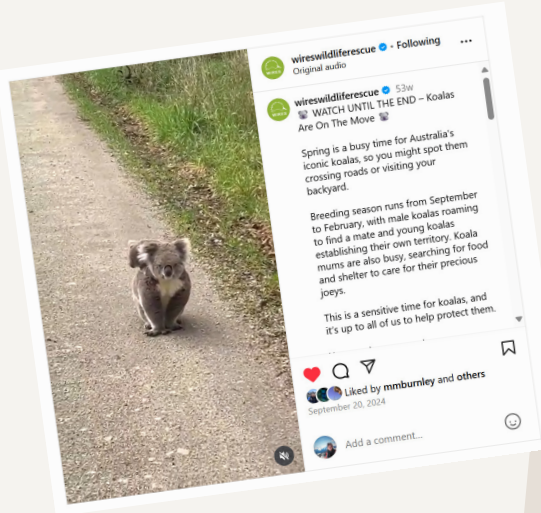 wireswildliferescue • Following
Original audio
wireswildliferescue 53w
🐨 WATCH UNTIL THE END – Koalas
Are On The Move 🐨
Spring is a busy time for Australia's
iconic koalas, so you might spot them
crossing roads or visiting your
backyard.
Breeding season runs from September
to February, with male koalas roaming
to find a mate and young koalas
establishing their own territory. Koala
mums are also busy, searching for food
and shelter to care for their precious
joeys.
This is a sensitive time for koalas, and
it's up to all of us to help protect them.
Liked by mmburnley and others
September 20, 2024
Add a comment...